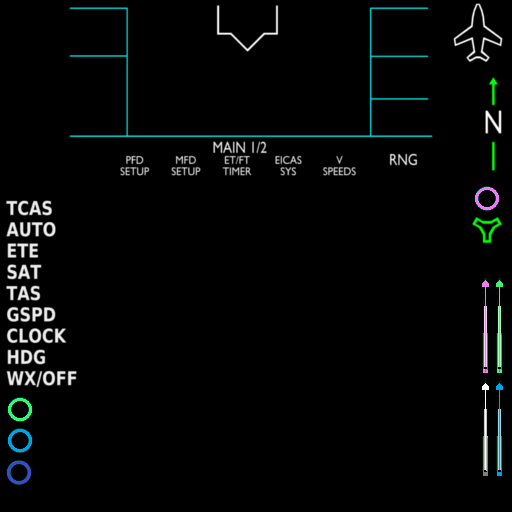 N
MAIN 1/2
PFD SETUP
MFD SETUP
ET/FT TIMER
EICAS SYS
V SPEEDS
RNG
TCAS
AUTO
ETE
SAT
TAS
GSPD
CLOCK
HDG
WX/OFF